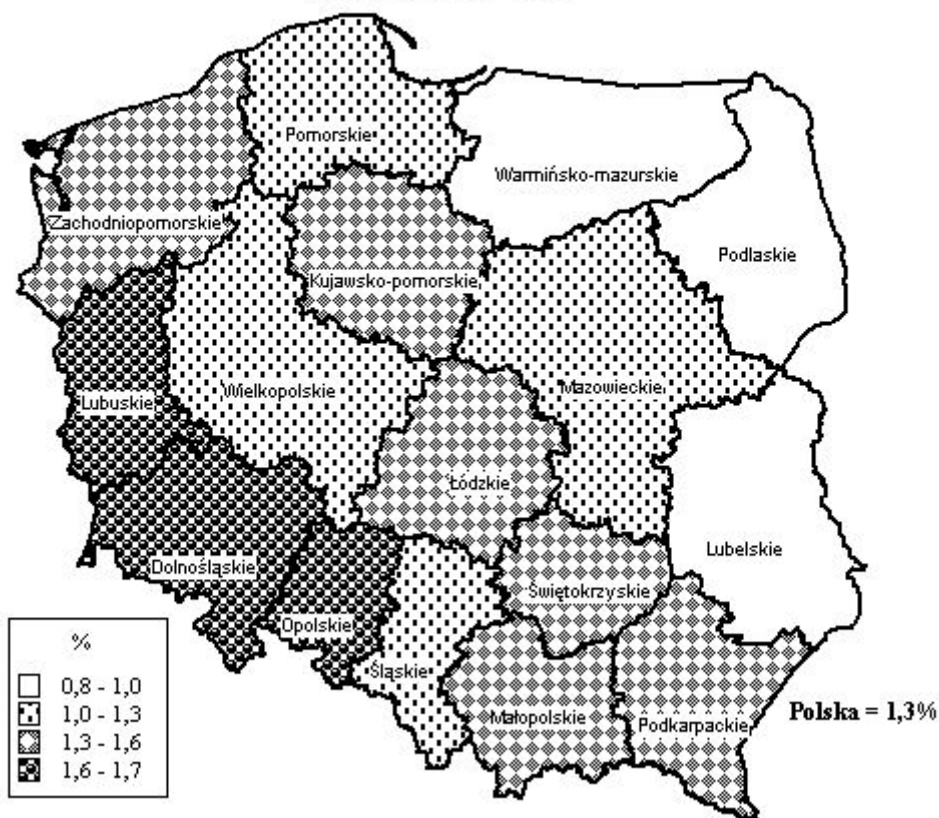 Pomorskie
Warmińsko-mazurskie
Zachodniopomorskie
Podlaskie
Kujawsko-pomorskie
Mazowieckie
Wielkopolskie
Lubuskie
Łódzkie
Lubelskie
Dolnośląskie
Świętokrzyskie
Opolskie
Śląskie
Małopolskie
Podkarpackie
Polska = 1,3%
%
0,8 - 1,0
1,0 - 1,3
1,3 - 1,6
1,6 - 1,7